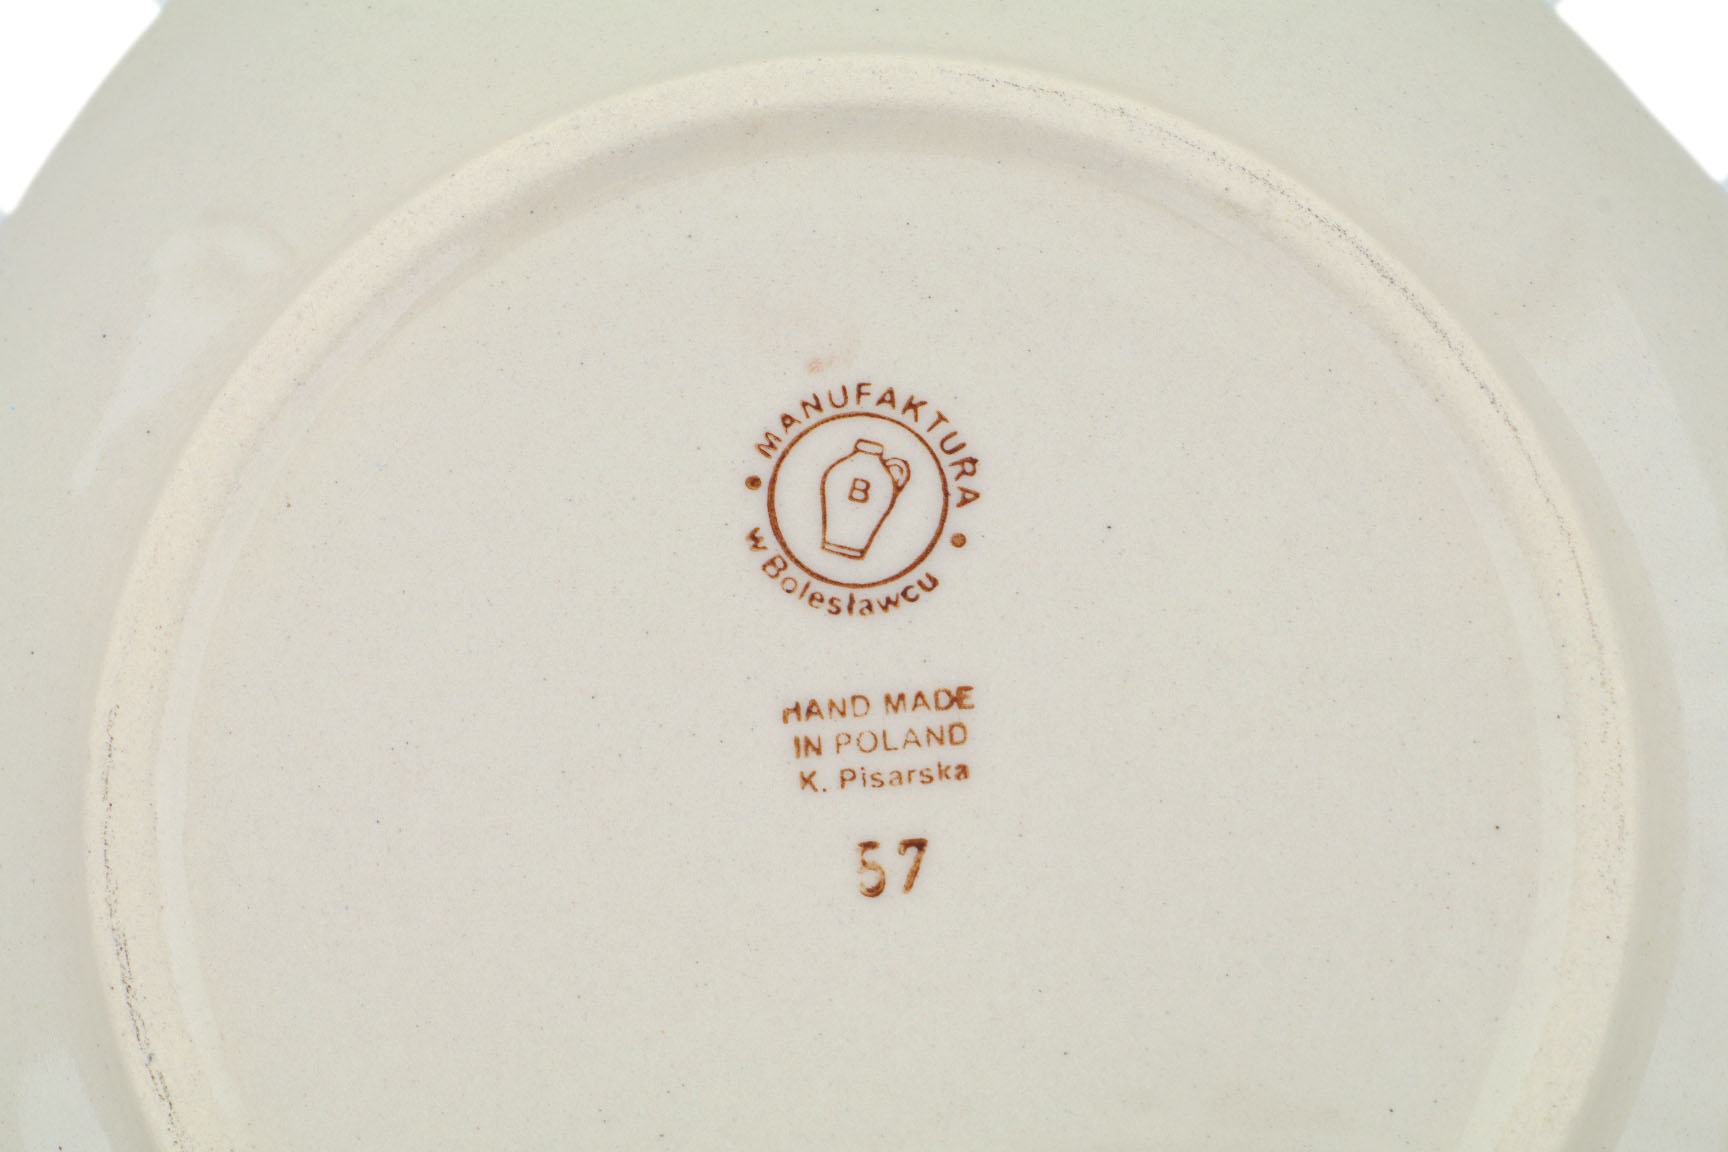 MANUFAKTURA
B
w Bolesławcu
HAND MADE
IN POLAND
K. Pisarska
57